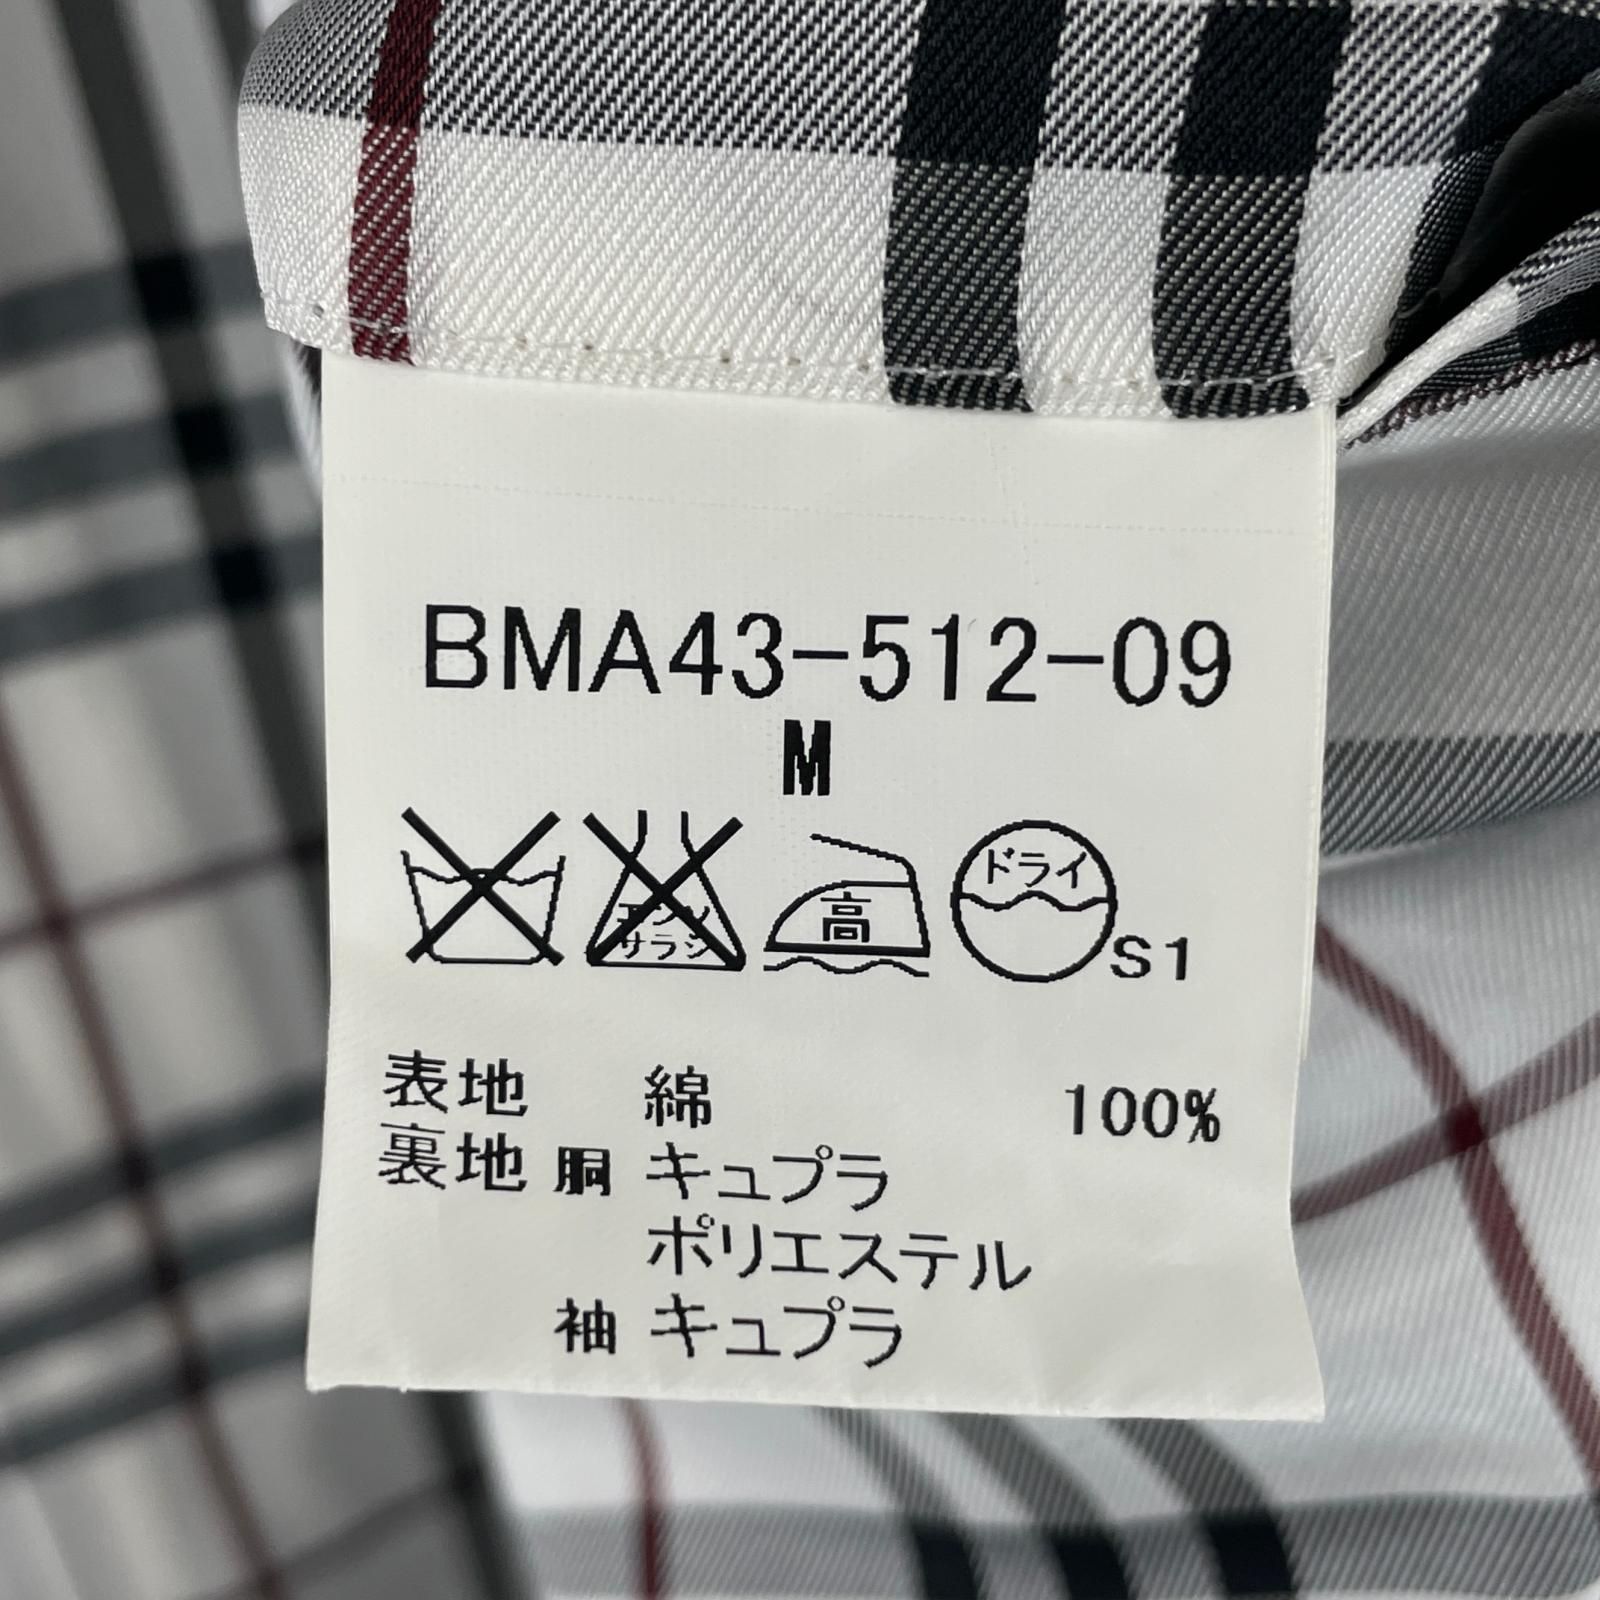 BMA43-512-09
M
エンソ
サラシ
高
ドライ
S1
表地 綿 100%
裏地 胴 キュプラ
ポリエステル
袖 キュプラ